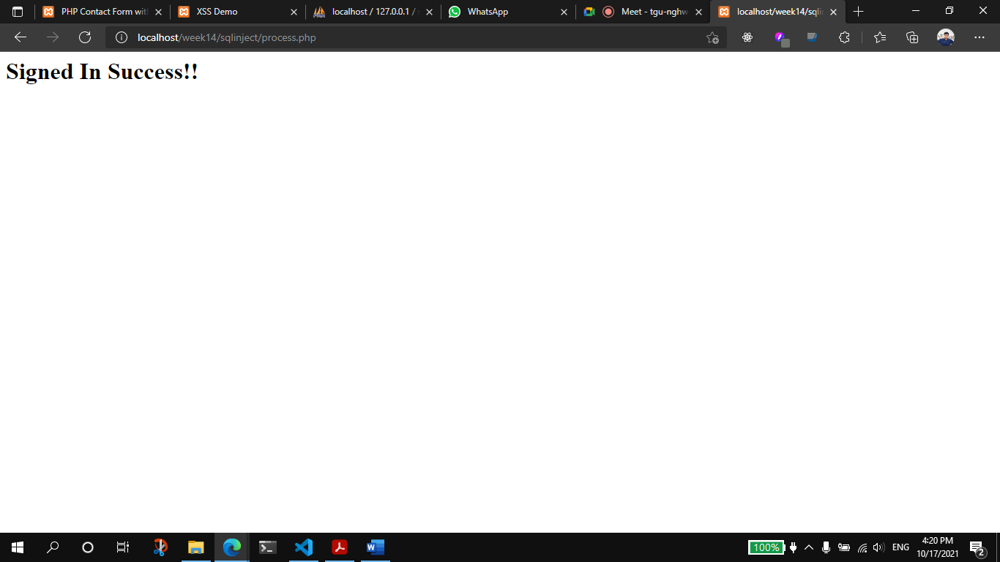 PHP Contact Form wit
XSS Demo
localhost / 127.0.0.1 /
WhatsApp
Meet - tgu-nghw
localhost/week14/sqlin
localhost/week14/sqlinject/process.php
Signed In Success!!
100%
ENG
4:20 PM
10/17/2021
2